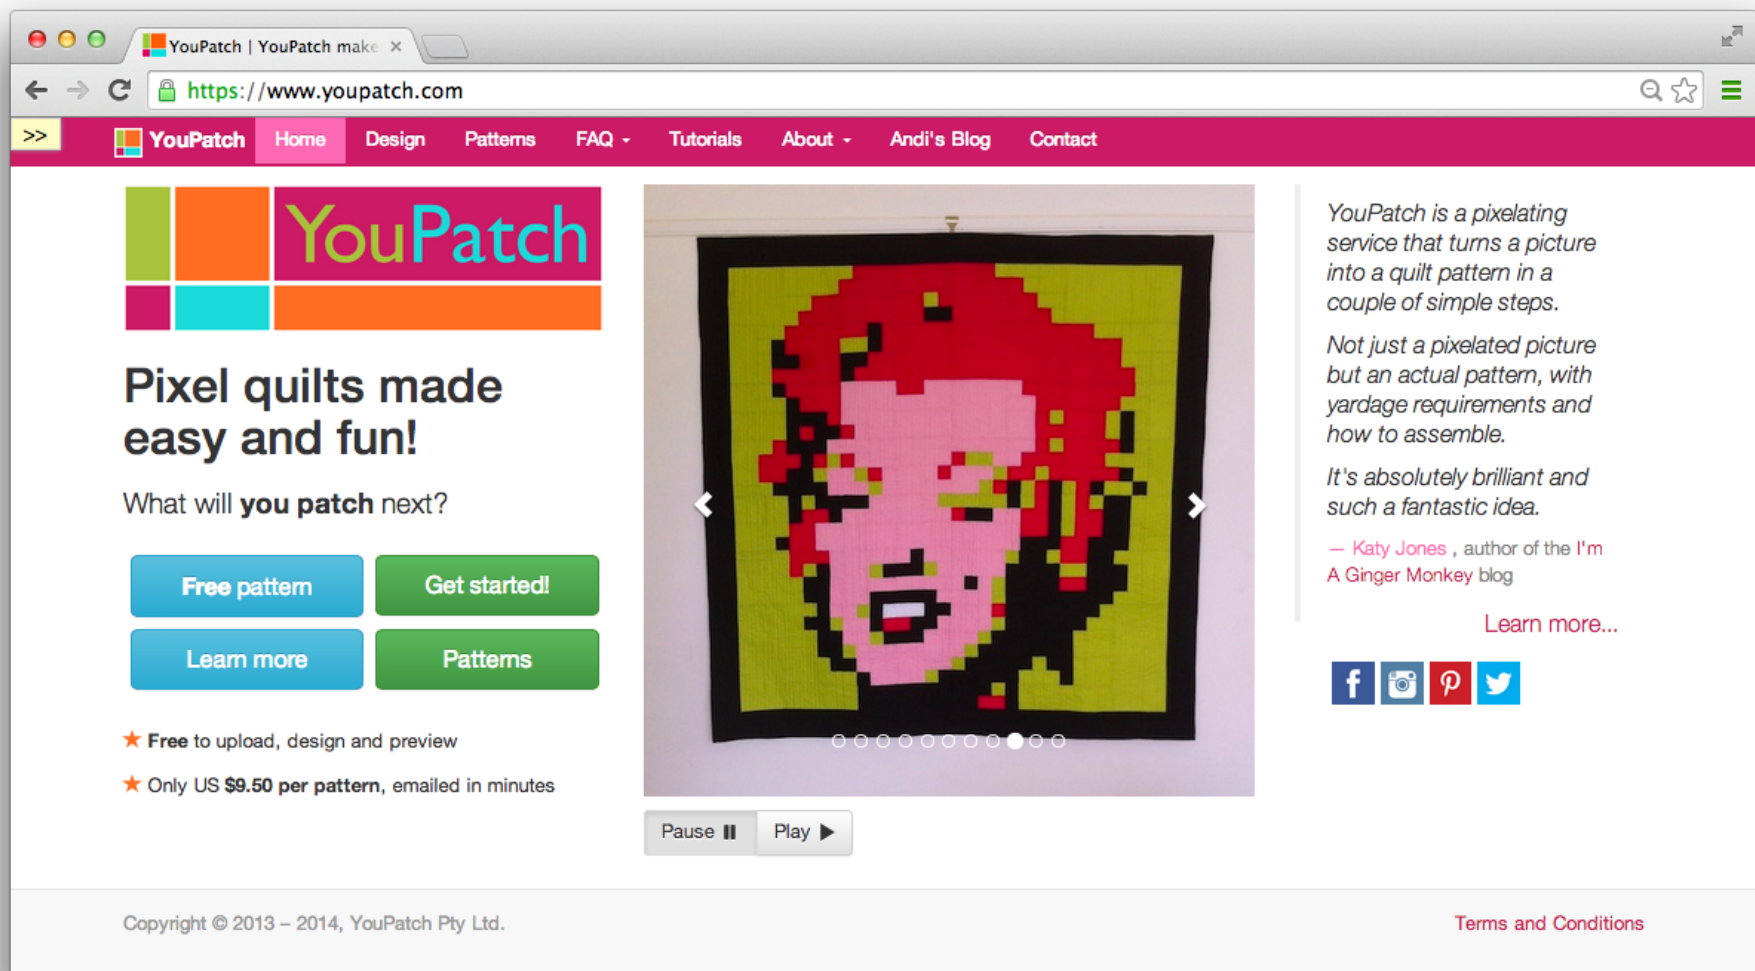 YouPatch | YouPatch make
https://www.youpatch.com
>>
YouPatch Home Design Patterns FAQ Tutorials About Andi's Blog Contact
YouPatch
Pixel quilts made
easy and fun!
What will you patch next?
Free pattern
Get started!
Learn more
Patterns
Free to upload, design and preview
Only US $9.50 per pattern, emailed in minutes
Pause
Play
YouPatch is a pixelating
service that turns a picture
into a quilt pattern in a
couple of simple steps.
Not just a pixelated picture
but an actual pattern, with
yardage requirements and
how to assemble.
It's absolutely brilliant and
such a fantastic idea.
— Katy Jones , author of the I'm
A Ginger Monkey blog
Learn more...
Copyright © 2013 – 2014, YouPatch Pty Ltd.
Terms and Conditions